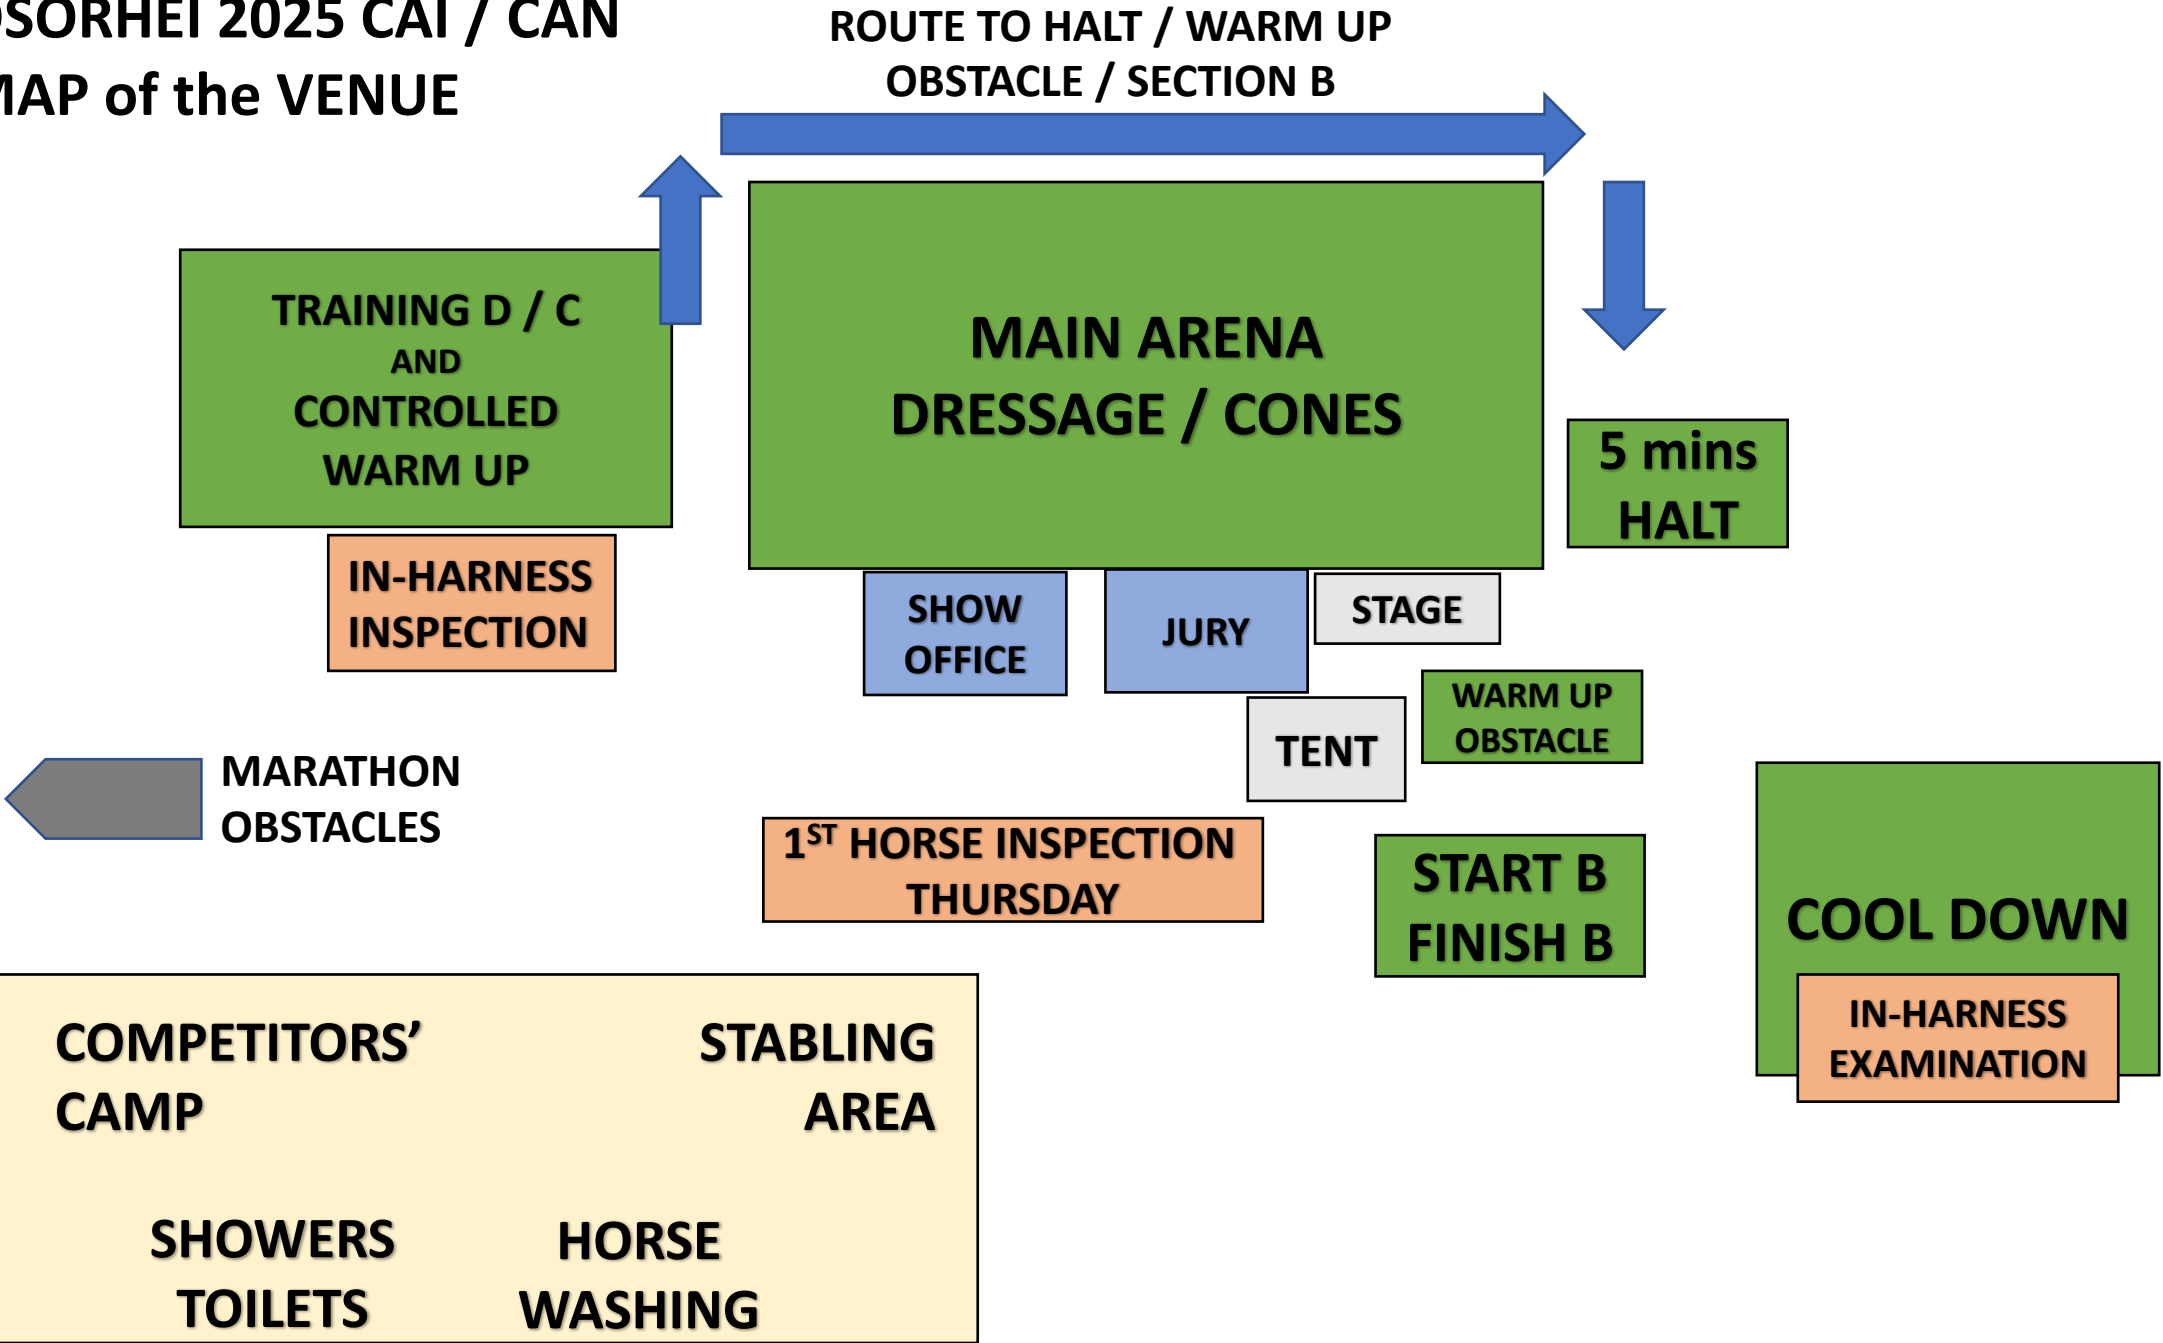 OSORHEI 2025 CAI / CAN
MAP of the VENUE
ROUTE TO HALT / WARM UP
OBSTACLE / SECTION B
TRAINING D / C
AND
CONTROLLED
WARM UP
MAIN ARENA
DRESSAGE / CONES
5 mins
HALT
IN-HARNESS
INSPECTION
SHOW
OFFICE
JURY
STAGE
WARM UP
OBSTACLE
TENT
MARATHON
OBSTACLES
1ST HORSE INSPECTION
THURSDAY
START B
FINISH B
COOL DOWN
IN-HARNESS
EXAMINATION
COMPETITORS’
CAMP
STABLING
AREA
SHOWERS
TOILETS
HORSE
WASHING